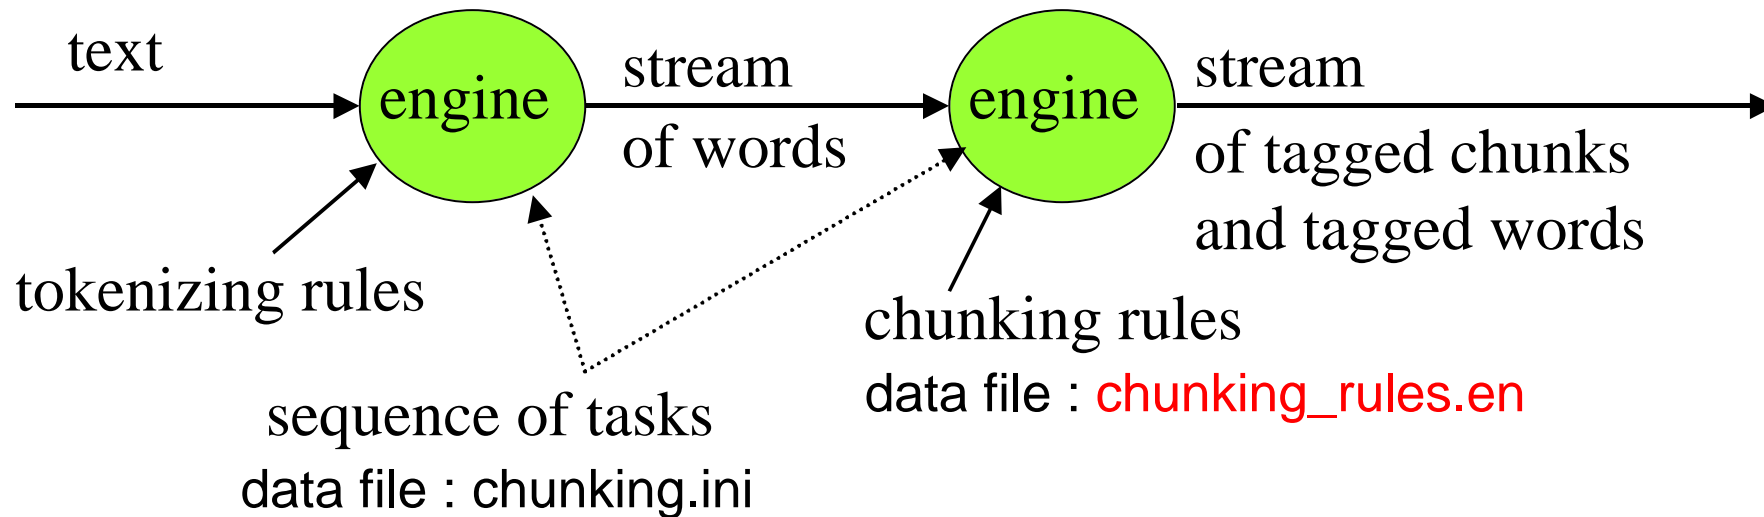 text
engine
stream
of words
engine
stream
of tagged chunks
and tagged words
tokenizing rules
chunking rules
data file : chunking_rules.en
sequence of tasks
data file : chunking.ini